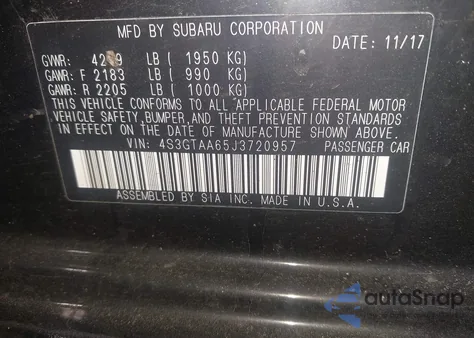 MFD BY SUBARU CORPORATION
DATE: 11/17
GVWR: LB ( 1950 KG)
GAWR: F 2183 LB ( 990 KG)
GAWR: R 2205 LB ( 1000 KG)
THIS VEHICLE CONFORMS TO ALL APPLICABLE FEDERAL MOTOR
VEHICLE SAFETY, BUMPER, AND THEFT PREVENTION STANDARDS
IN EFFECT ON THE DATE OF MANUFACTURE SHOWN ABOVE.
VIN: 4S3GTAA65J3720957 PASSENGER CAR
ASSEMBLED BY SIA INC. MADE IN U.S.A.
autoSnap
Powered by